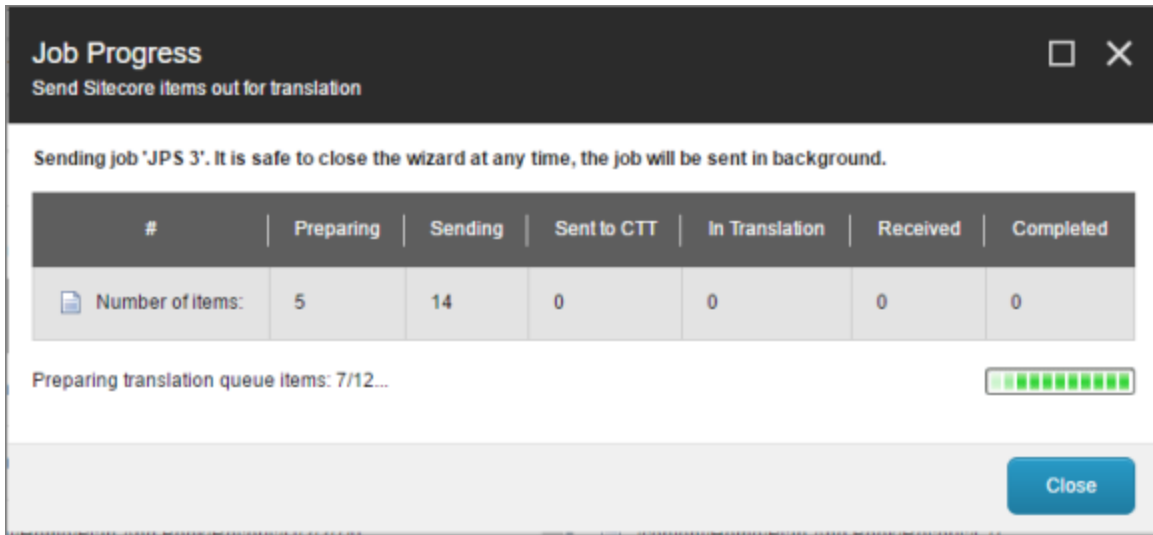 Job Progress
Send Sitecore items out for translation
Sending job 'JPS 3'. It is safe to close the wizard at any time, the job will be sent in background.
# Preparing Sending Sent to CTT In Translation Received Completed
Number of items: 5 14 0 0 0 0
Preparing translation queue items: 7/12...
Close